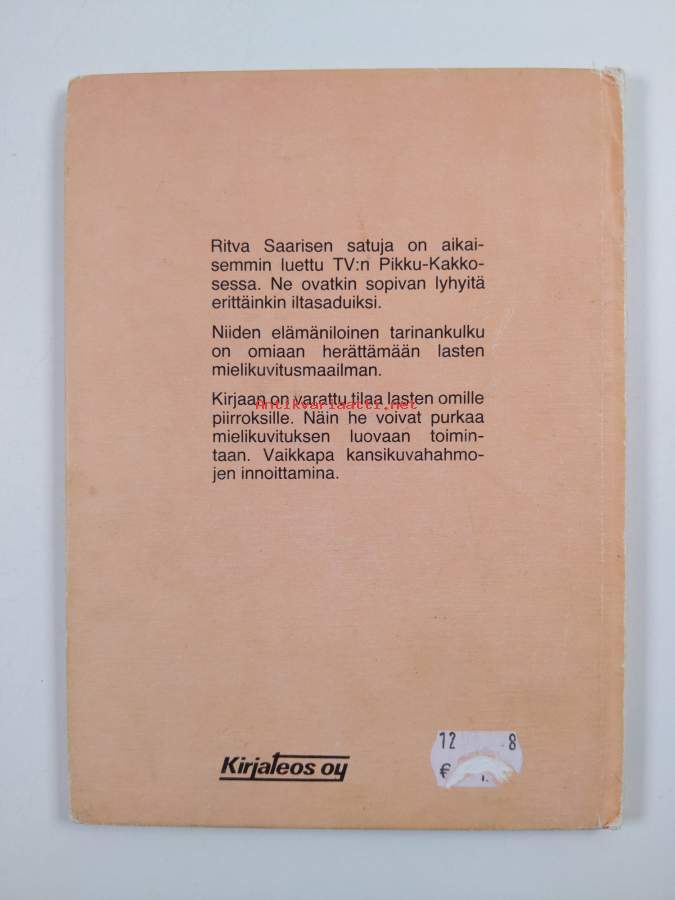 Ritva Saarisen satuja on aikai-
semmin luettu TV:n Pikku-Kakko-
sessa. Ne ovatkin sopivan lyhyitä
erittäinkin iltasaduiksi.
Niiden elämäniloinen tarinankulku
on omiaan herättämään lasten
mielikuvitusmaailman.
Kirjaan on varattu tilaa lasten omille
Antikvariaatti.net
piirroksille. Näin he voivat purkaa
mielikuvituksen luovaan toimin-
taan. Vaikkapa kansikuvahahmo-
jen innoittamina.
Kirjateos oy
12 8
€